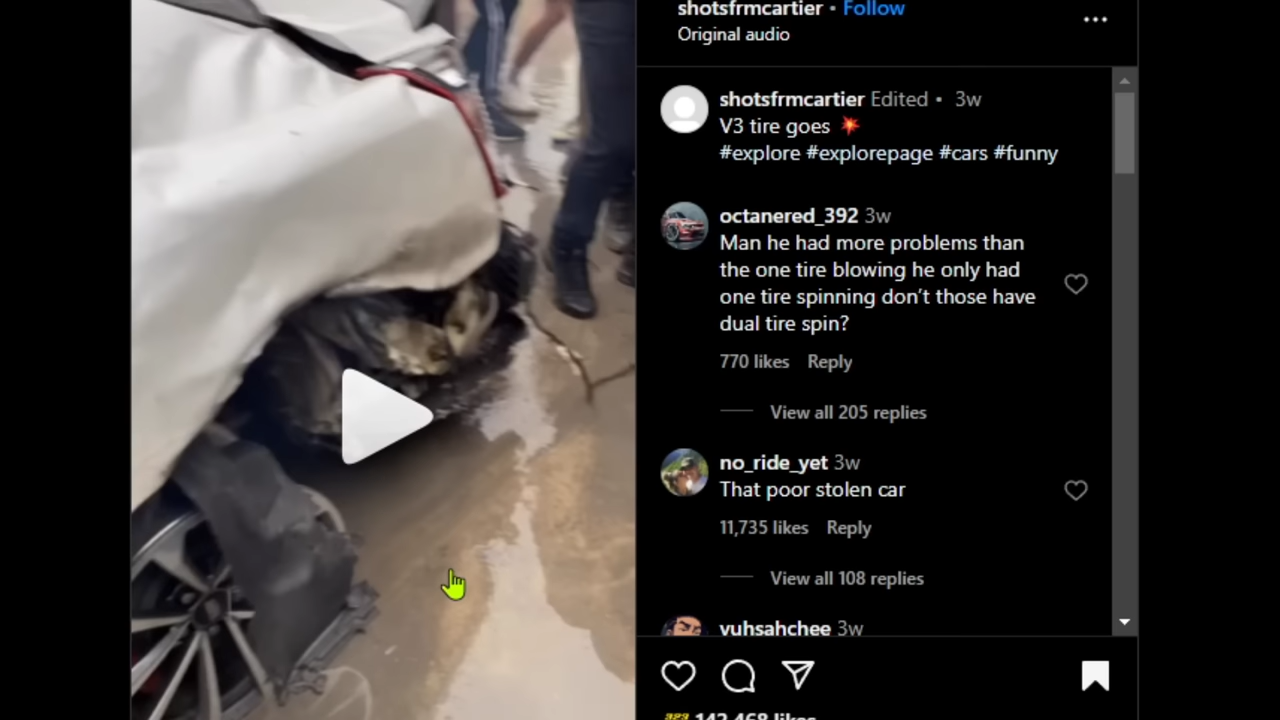 shotsfrmcartier • Follow
Original audio
shotsfrmcartier Edited • 3w
V3 tire goes 💥
#explore #explorepage #cars #funny
octanered_392 3w
Man he had more problems than
the one tire blowing he only had
one tire spinning don’t those have
dual tire spin?
770 likes Reply
View all 205 replies
no_ride_yet 3w
That poor stolen car
11,735 likes Reply
View all 108 replies
vuhsahchee 3w
142,468 likes